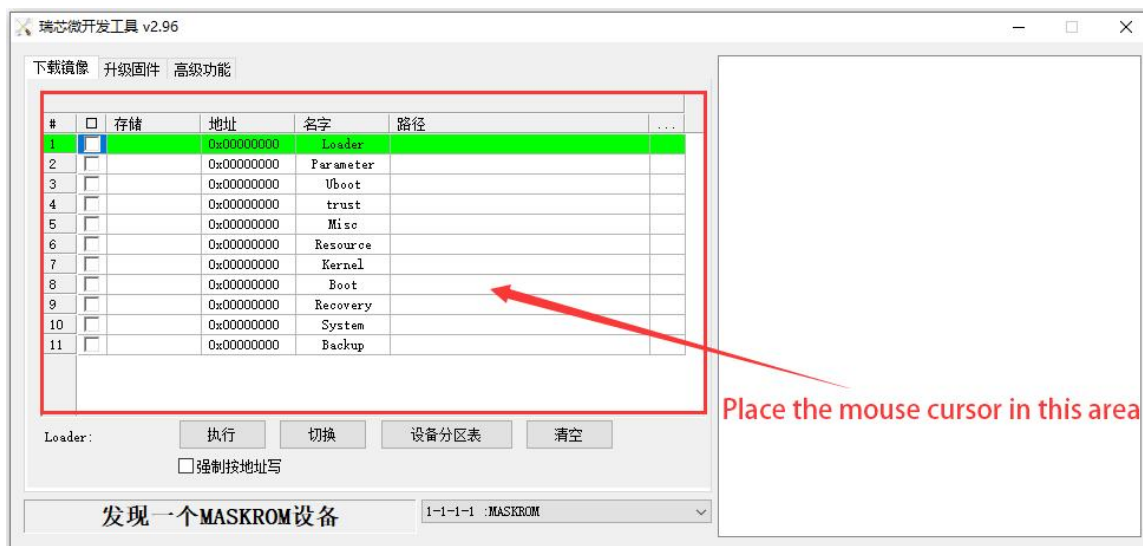 瑞芯微开发工具 v2.96
下载镜像 升级固件 高级功能
# 存储 地址 名字 路径 ...
1 0x00000000 Loader
2 0x00000000 Parameter
3 0x00000000 Uboot
4 0x00000000 trust
5 0x00000000 Misc
6 0x00000000 Resource
7 0x00000000 Kernel
8 0x00000000 Boot
9 0x00000000 Recovery
10 0x00000000 System
11 0x00000000 Backup
Place the mouse cursor in this area
Loader: 执行 切换 设备分区表 清空
强制按地址写
发现一个MASKROM设备 1-1-1-1 :MASKROM